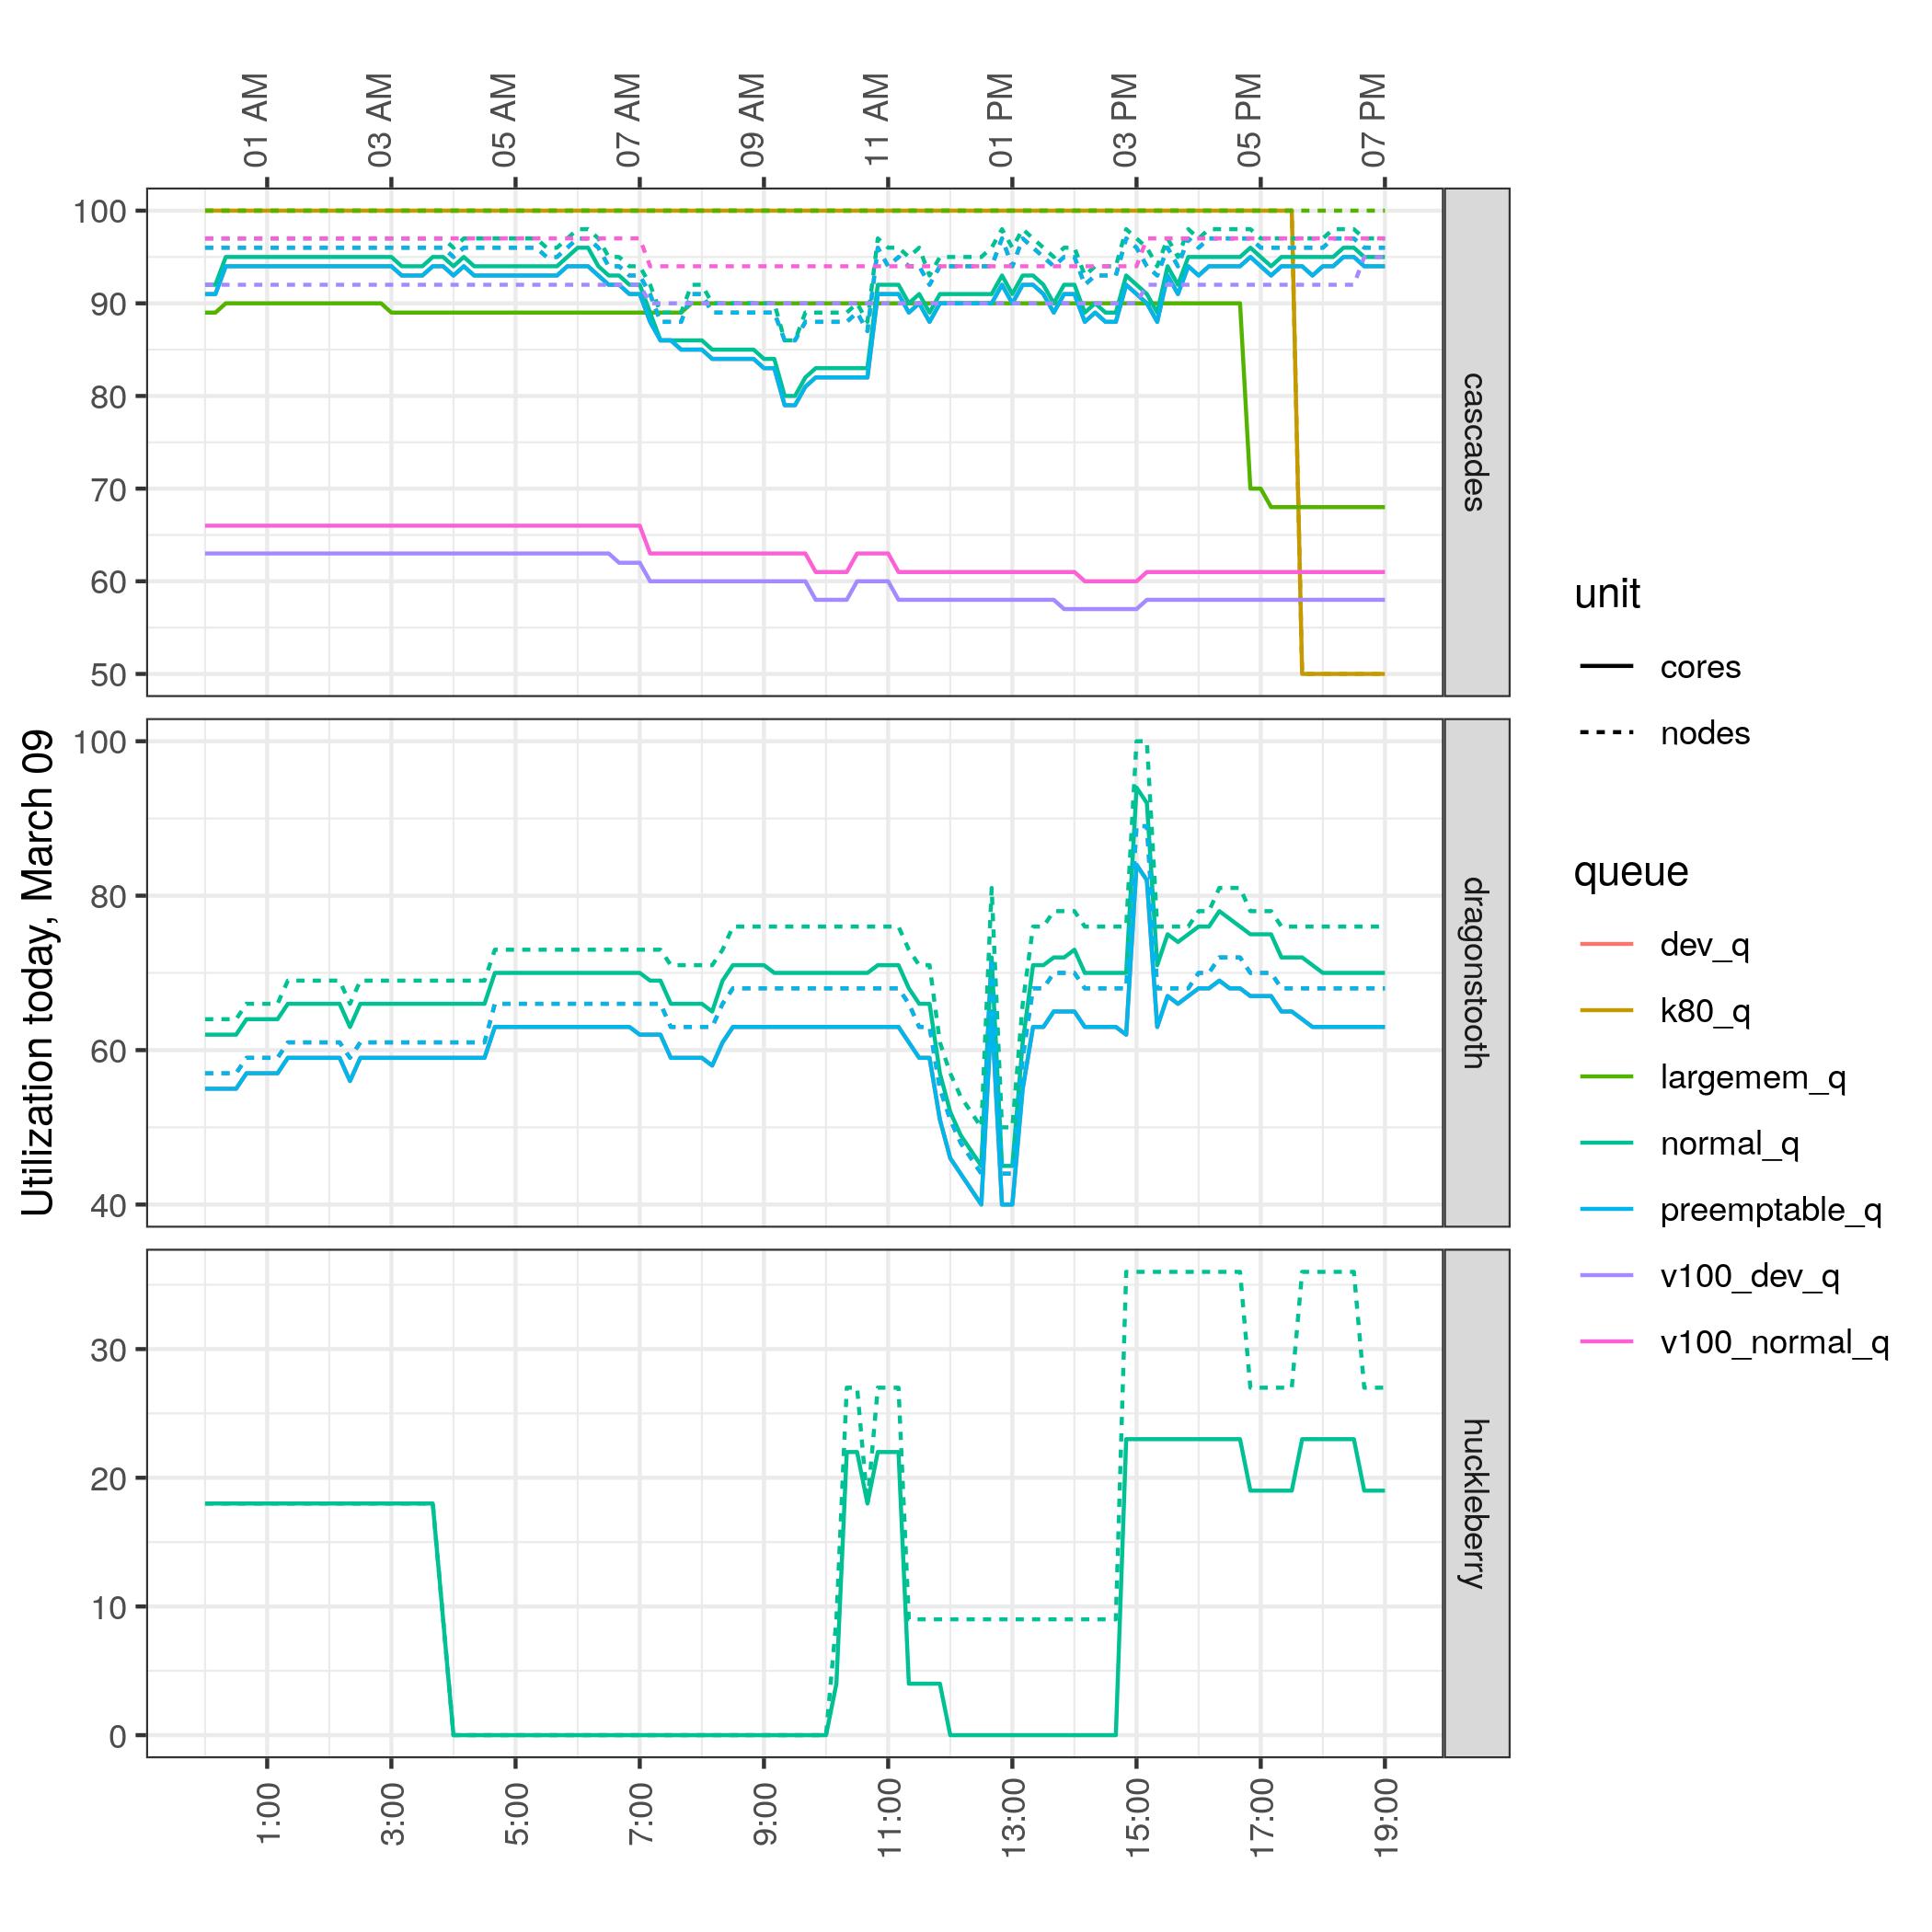 01 AM
03 AM
05 AM
07 AM
09 AM
11 AM
01 PM
03 PM
05 PM
07 PM
Utilization today, March 09
100
90
80
70
60
50
cascades
100
80
60
40
dragonstooth
30
20
10
0
huckleberry
1:00
3:00
5:00
7:00
9:00
11:00
13:00
15:00
17:00
19:00
unit
cores
nodes
queue
dev_q
k80_q
largemem_q
normal_q
preemptable_q
v100_dev_q
v100_normal_q